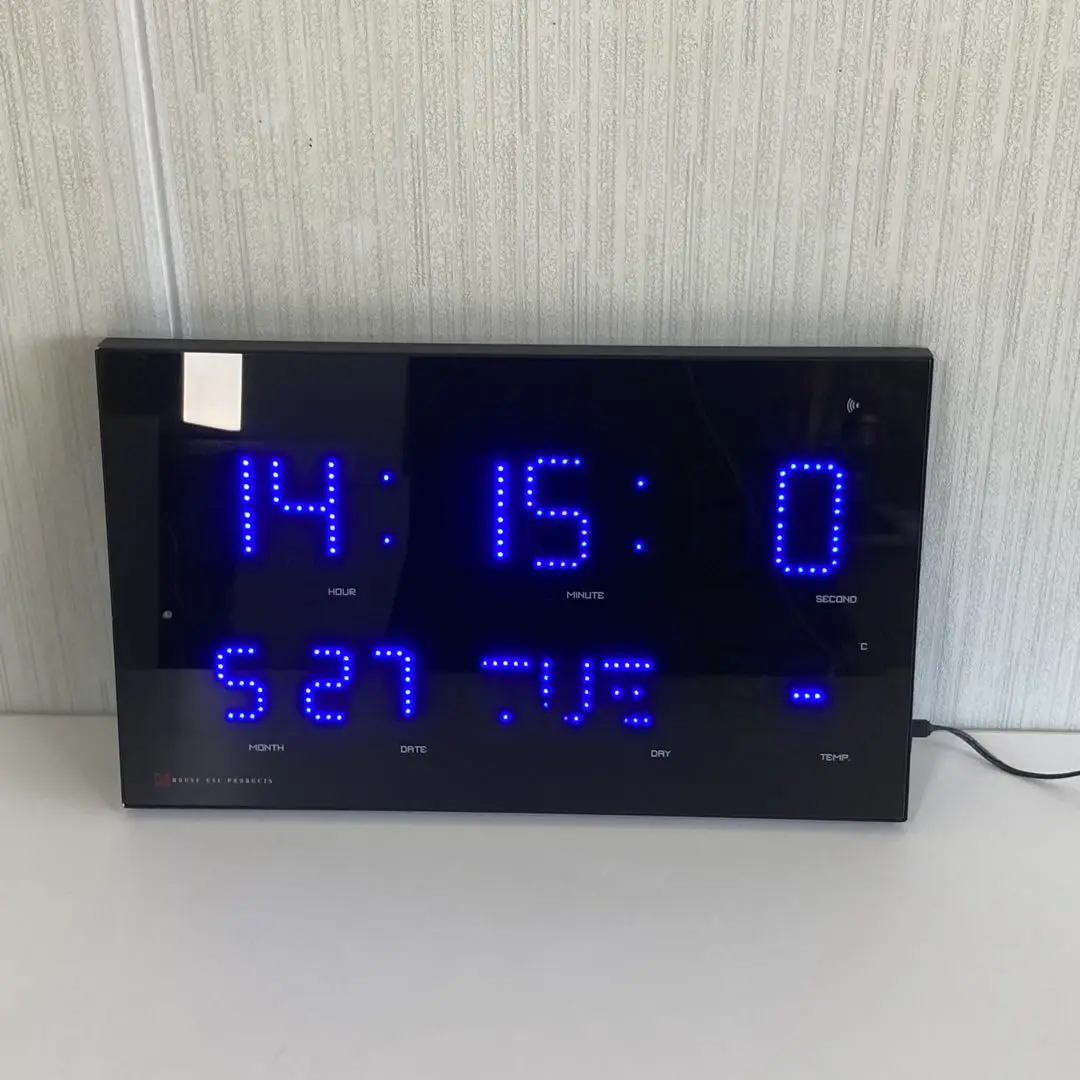 14: 15: 0
HOUR MINUTE SECOND
°C
5 27 TUE -
MONTH DATE DAY TEMP.
HOUSE USE PRODUCTS